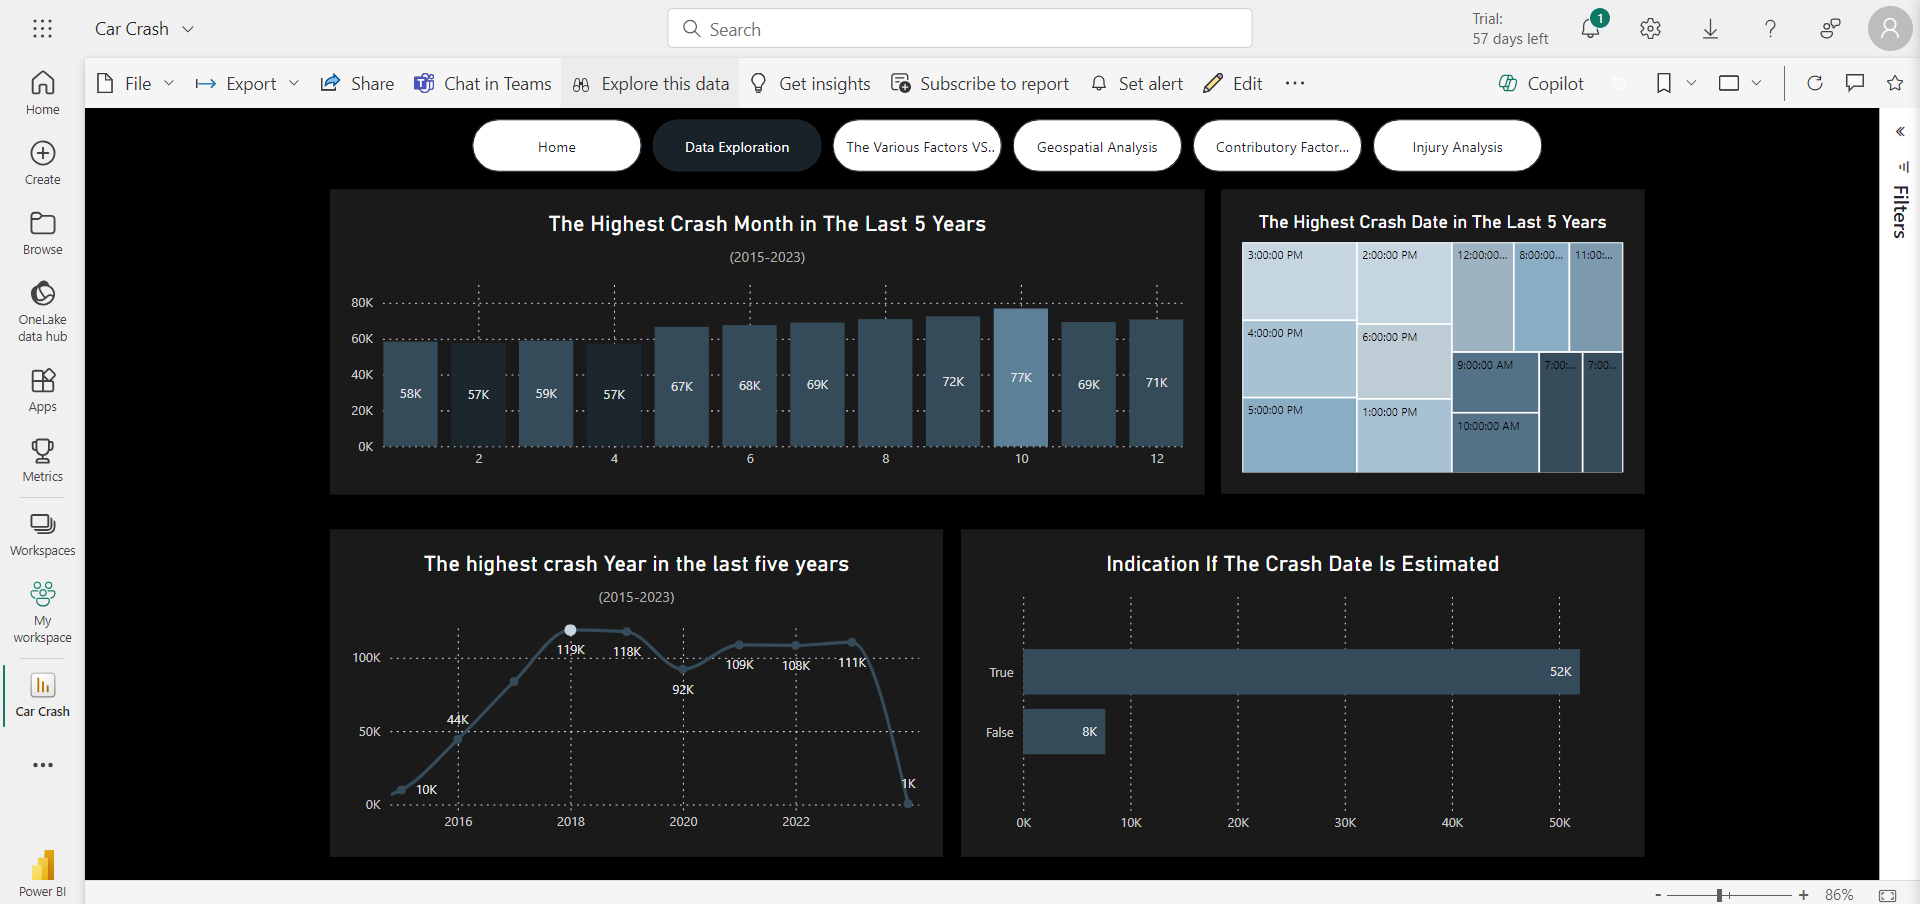 Car Crash
Search
Trial:
57 days left
1
File
Export
Share
Chat in Teams
Explore this data
Get insights
Subscribe to report
Set alert
Edit
Copilot
Home
Create
Browse
OneLake
data hub
Apps
Metrics
Workspaces
My
workspace
Car Crash
Power BI
Home
Data Exploration
The Various Factors VS..
Geospatial Analysis
Contributory Factor...
Injury Analysis
Filters
The Highest Crash Month in The Last 5 Years
(2015-2023)
80K
60K
40K
20K
0K
58K
57K
59K
57K
67K
68K
69K
72K
77K
69K
71K
2
4
6
8
10
12
The Highest Crash Date in The Last 5 Years
3:00:00 PM
4:00:00 PM
5:00:00 PM
2:00:00 PM
6:00:00 PM
1:00:00 PM
12:00:00...
8:00:00...
11:00:...
9:00:00 AM
10:00:00 AM
7:00:...
7:00...
The highest crash Year in the last five years
(2015-2023)
100K
50K
0K
10K
44K
119K
118K
92K
109K
108K
111K
1K
2016
2018
2020
2022
Indication If The Crash Date Is Estimated
True
52K
False
8K
0K
10K
20K
30K
40K
50K
86%